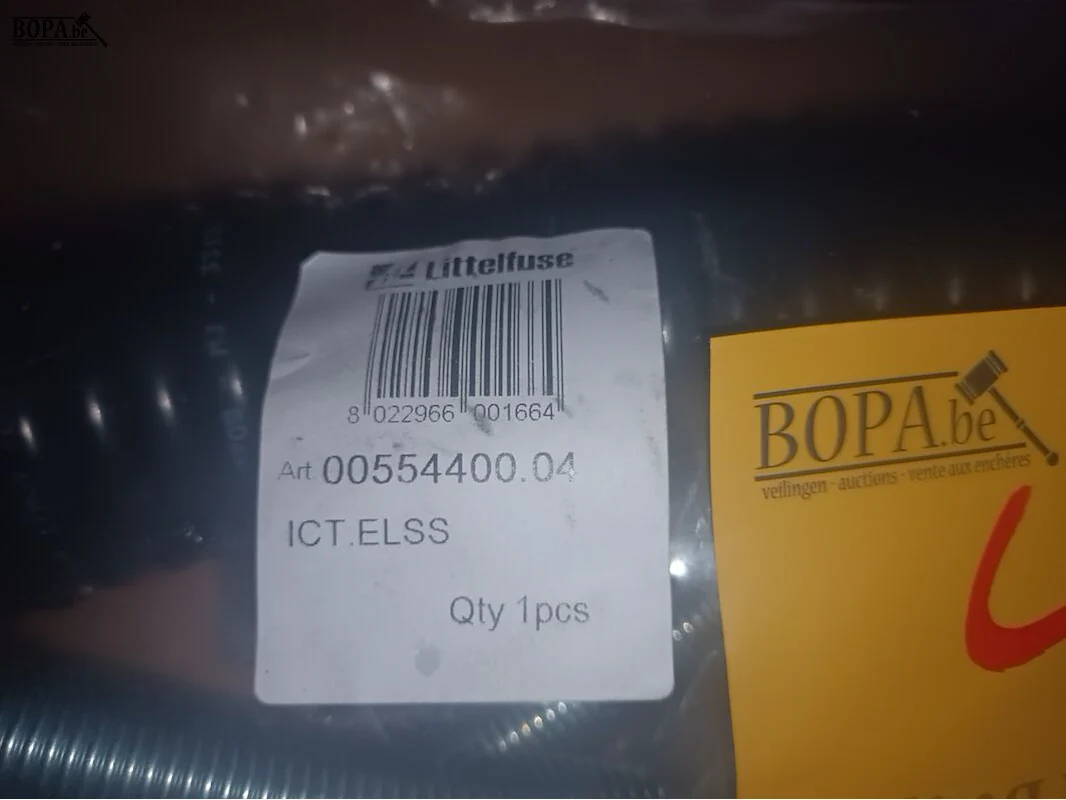 BOPA.be
Littelfuse
8 022966 001664
Art. 00554400.04
ICT.ELSS
Qty 1pcs
BOPA.be
veilingen - auctions - vente aux enchères